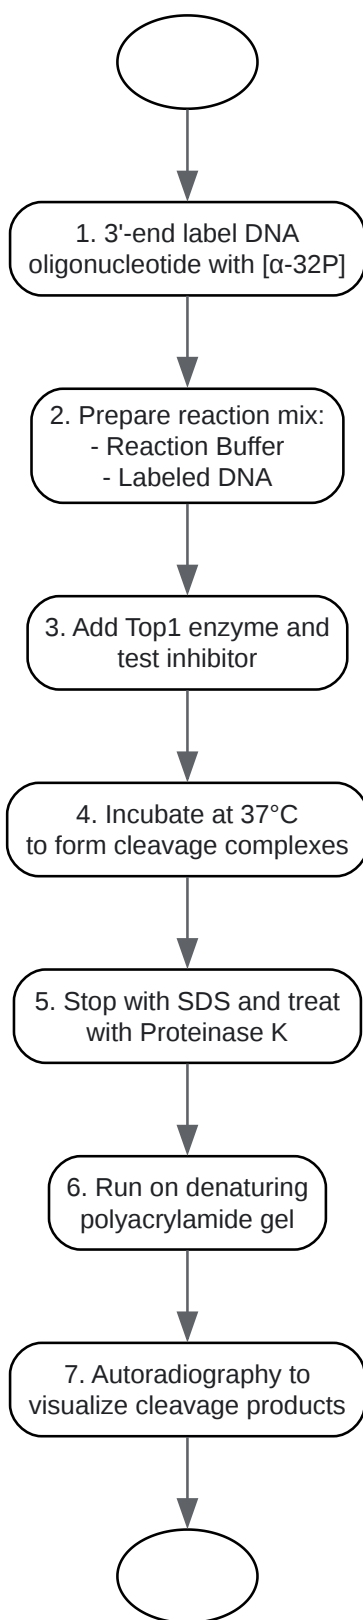 1. 3'-end label DNA
oligonucleotide with [α-32P]
2. Prepare reaction mix:
- Reaction Buffer
- Labeled DNA
3. Add Top1 enzyme and
test inhibitor
4. Incubate at 37°C
to form cleavage complexes
5. Stop with SDS and treat
with Proteinase K
6. Run on denaturing
polyacrylamide gel
7. Autoradiography to
visualize cleavage products